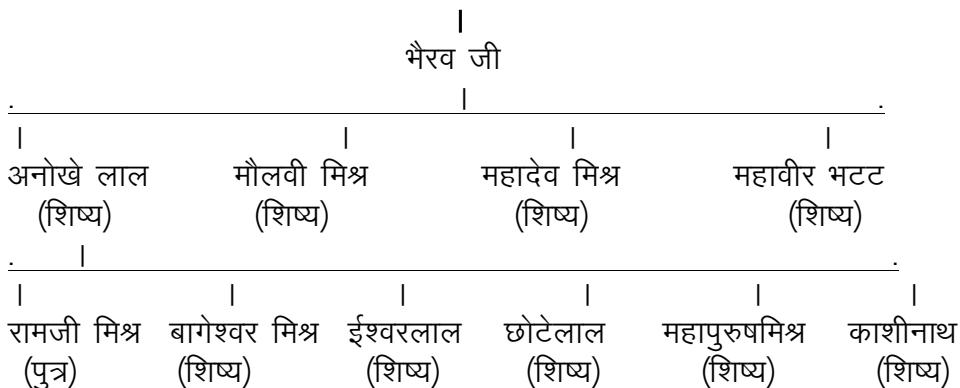 भैरव जी
अनोखे लाल मौलवी मिश्र महादेव मिश्र महावीर भटट
(शिष्य) (शिष्य) (शिष्य) (शिष्य)
रामजी मिश्र बागेश्वर मिश्र ईश्वरलाल छोटेलाल महापुरुषमिश्र काशीनाथ
(पुत्र) (शिष्य) (शिष्य) (शिष्य) (शिष्य) (शिष्य)